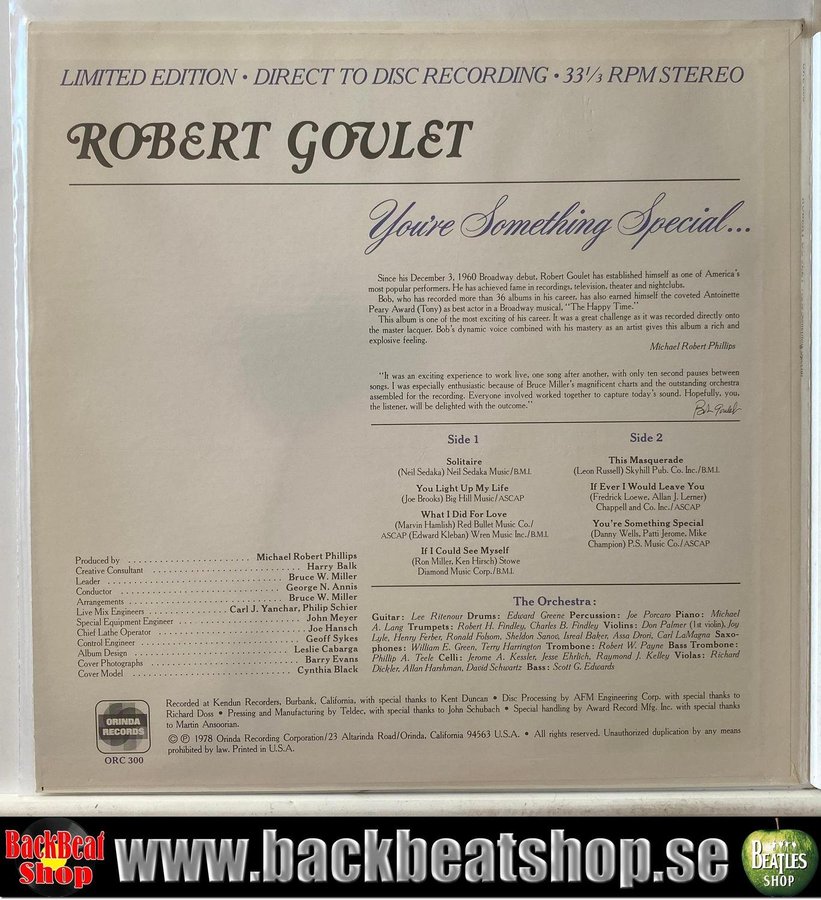 LIMITED EDITION • DIRECT TO DISC RECORDING • 33⅓ RPM STEREO
ROBERT GOULET
You're Something Special...
Since his December 3, 1960 Broadway debut, Robert Goulet has established himself as one of America's
most popular performers. He has achieved fame in recordings, television, theater and nightclubs.
Bob, who has recorded more than 36 albums in his career, has also earned himself the coveted Antoinette
Peary Award (Tony) as best actor in a Broadway musical, "The Happy Time."
This album is one of the most exciting of his career. It was a great challenge as it was recorded directly onto
the master lacquer. Bob's dynamic voice combined with his mastery as an artist gives this album a rich and
explosive feeling.
Michael Robert Phillips
"It was an exciting experience to work live, one song after another, with only ten second pauses between
songs. I was especially enthusiastic because of Bruce Miller's magnificent charts and the outstanding orchestra
assembled for the recording. Everyone involved worked together to capture today's sound. Hopefully, you,
the listener, will be delighted with the outcome."
Bob Goulet
Side 1
Solitaire
(Neil Sedaka) Neil Sedaka Music/B.M.I.
You Light Up My Life
(Joe Brooks) Big Hill Music/ASCAP
What I Did For Love
(Marvin Hamlish) Red Bullet Music Co./
ASCAP (Edward Kleban) Wren Music Inc./B.M.I.
If I Could See Myself
(Ron Miller, Ken Hirsch) Stowe
Diamond Music Corp./B.M.I.
Side 2
This Masquerade
(Leon Russell) Skyhill Pub. Co. Inc./B.M.I.
If Ever I Would Leave You
(Fredrick Loewe, Allan J. Lerner)
Chappell and Co. Inc./ASCAP
You're Something Special
(Danny Wells, Pati Jerome, Mike
Champion) P.S. Music Co./ASCAP
Produced by . . . . . Michael Robert Phillips
Creative Consultant . . . . . Harry Balk
Leader . . . . . Bruce W. Miller
Conductor . . . . . George N. Annis
Arrangements . . . . . Bruce W. Miller
Live Mix Engineers . . . . . Carl J. Yanchar, Philip Schier
Special Equipment Engineer . . . . . John Meyer
Chief Lathe Operator . . . . . Joe Hansch
Control Engineer . . . . . Geoff Sykes
Album Design . . . . . Leslie Cabarga
Cover Photographs . . . . . Barry Evans
Cover Model . . . . . Cynthia Black
The Orchestra:
Guitar: Lee Ritenour Drums: Edward Greene Percussion: Joe Porcaro Piano: Michael
A. Lang Trumpets: Robert H. Findley, Charles B. Findley Violins: Don Palmer (1st violin), Joy
Lyle, Henry Ferber, Ronald Folsom, Sheldon Sanoo, Isreal Baker, Assa Drori, Carl LaMagna Saxo-
phones: William E. Green, Terry Harrington Trombone: Robert W. Payne Bass Trombone:
Phillip A. Teele Celli: Jerome A. Kessler, Jesse Ehrlich, Raymond J. Kelley Violas: Richard
Dickler, Allan Harshman, David Schwartz Bass: Scott G. Edwards
ORINDA
RECORDS
ORC 300
Recorded at Kendun Recorders, Burbank, California, with special thanks to Kent Duncan • Disc Processing by AFM Engineering Corp. with special thanks to
Richard Doss • Pressing and Manufacturing by Teldec, with special thanks to John Schubach • Special handling by Award Record Mfg. Inc. with special thanks
to Martin Ansoorian.
© ℗ 1978 Orinda Recording Corporation/23 Altarinda Road/Orinda, California 94563 U.S.A. • All rights reserved. Unauthorized duplication by any means
prohibited by law. Printed in U.S.A.
BackBeat
Shop
www.backbeatshop.se
BEATLES
SHOP